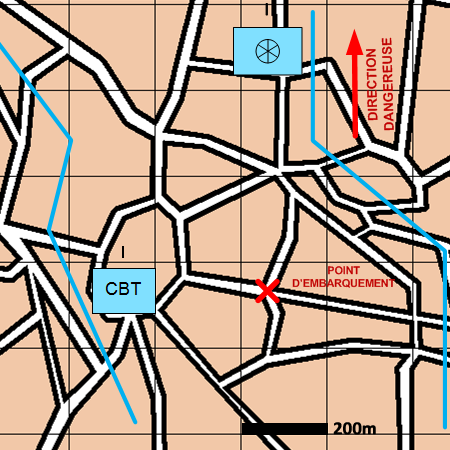 I
DIRECTION
DANGEREUSE
I
CBT
POINT
D'EMBARQUEMENT
200m